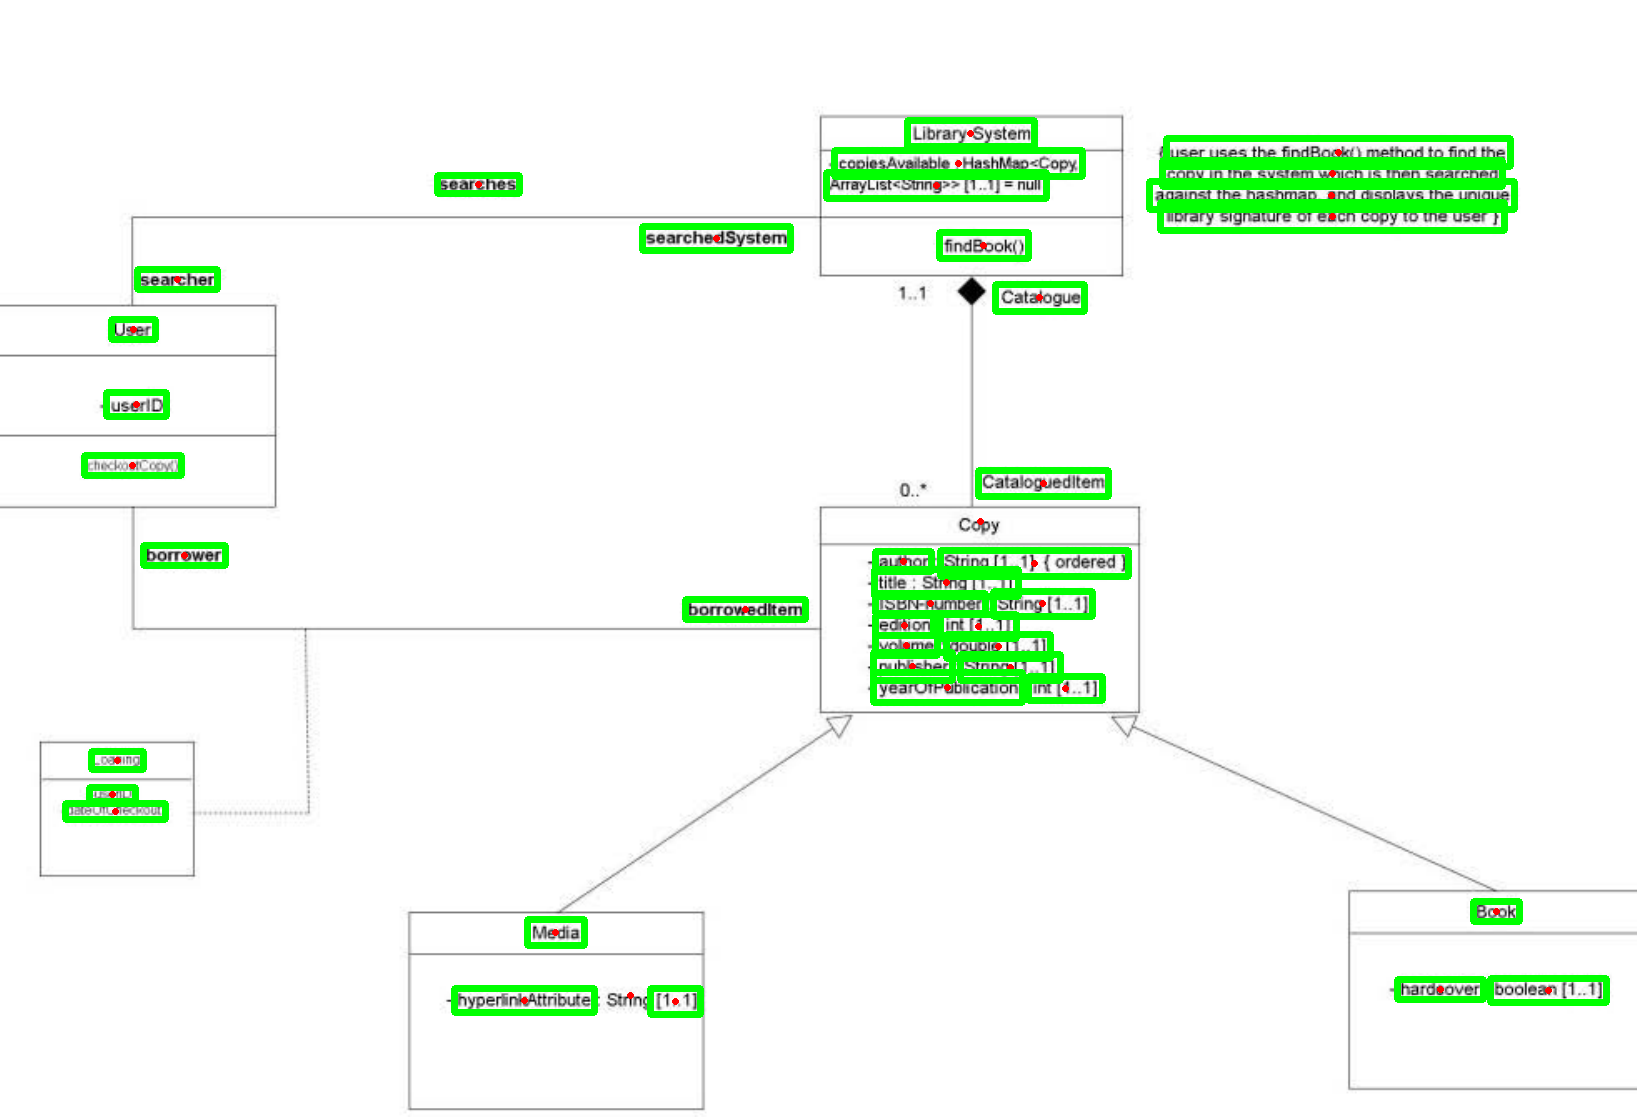 Library System
- copiesAvailable : HashMap<Copy,
ArrayList<String>> [1..1] = null
findBook()
{ user uses the findBook() method to find the
copy in the system which is then searched
against the hashmap, and displays the unique
library signature of each copy to the user }
searches
searchedSystem
searcher
1..1
Catalogue
User
- userID
checkoutCopy()
0..*
CataloguedItem
Copy
- author : String [1..1] { ordered }
- title : String [1..1]
- ISBN-number : String [1..1]
- edition : int [1..1]
- volume : double [1..1]
- publisher : String [1..1]
- yearOfPublication : int [1..1]
borrower
borrowedItem
Loaning
userID
dateOfCheckout
Media
- hyperlinkAttribute : String [1..1]
Book
- hardcover : boolean [1..1]